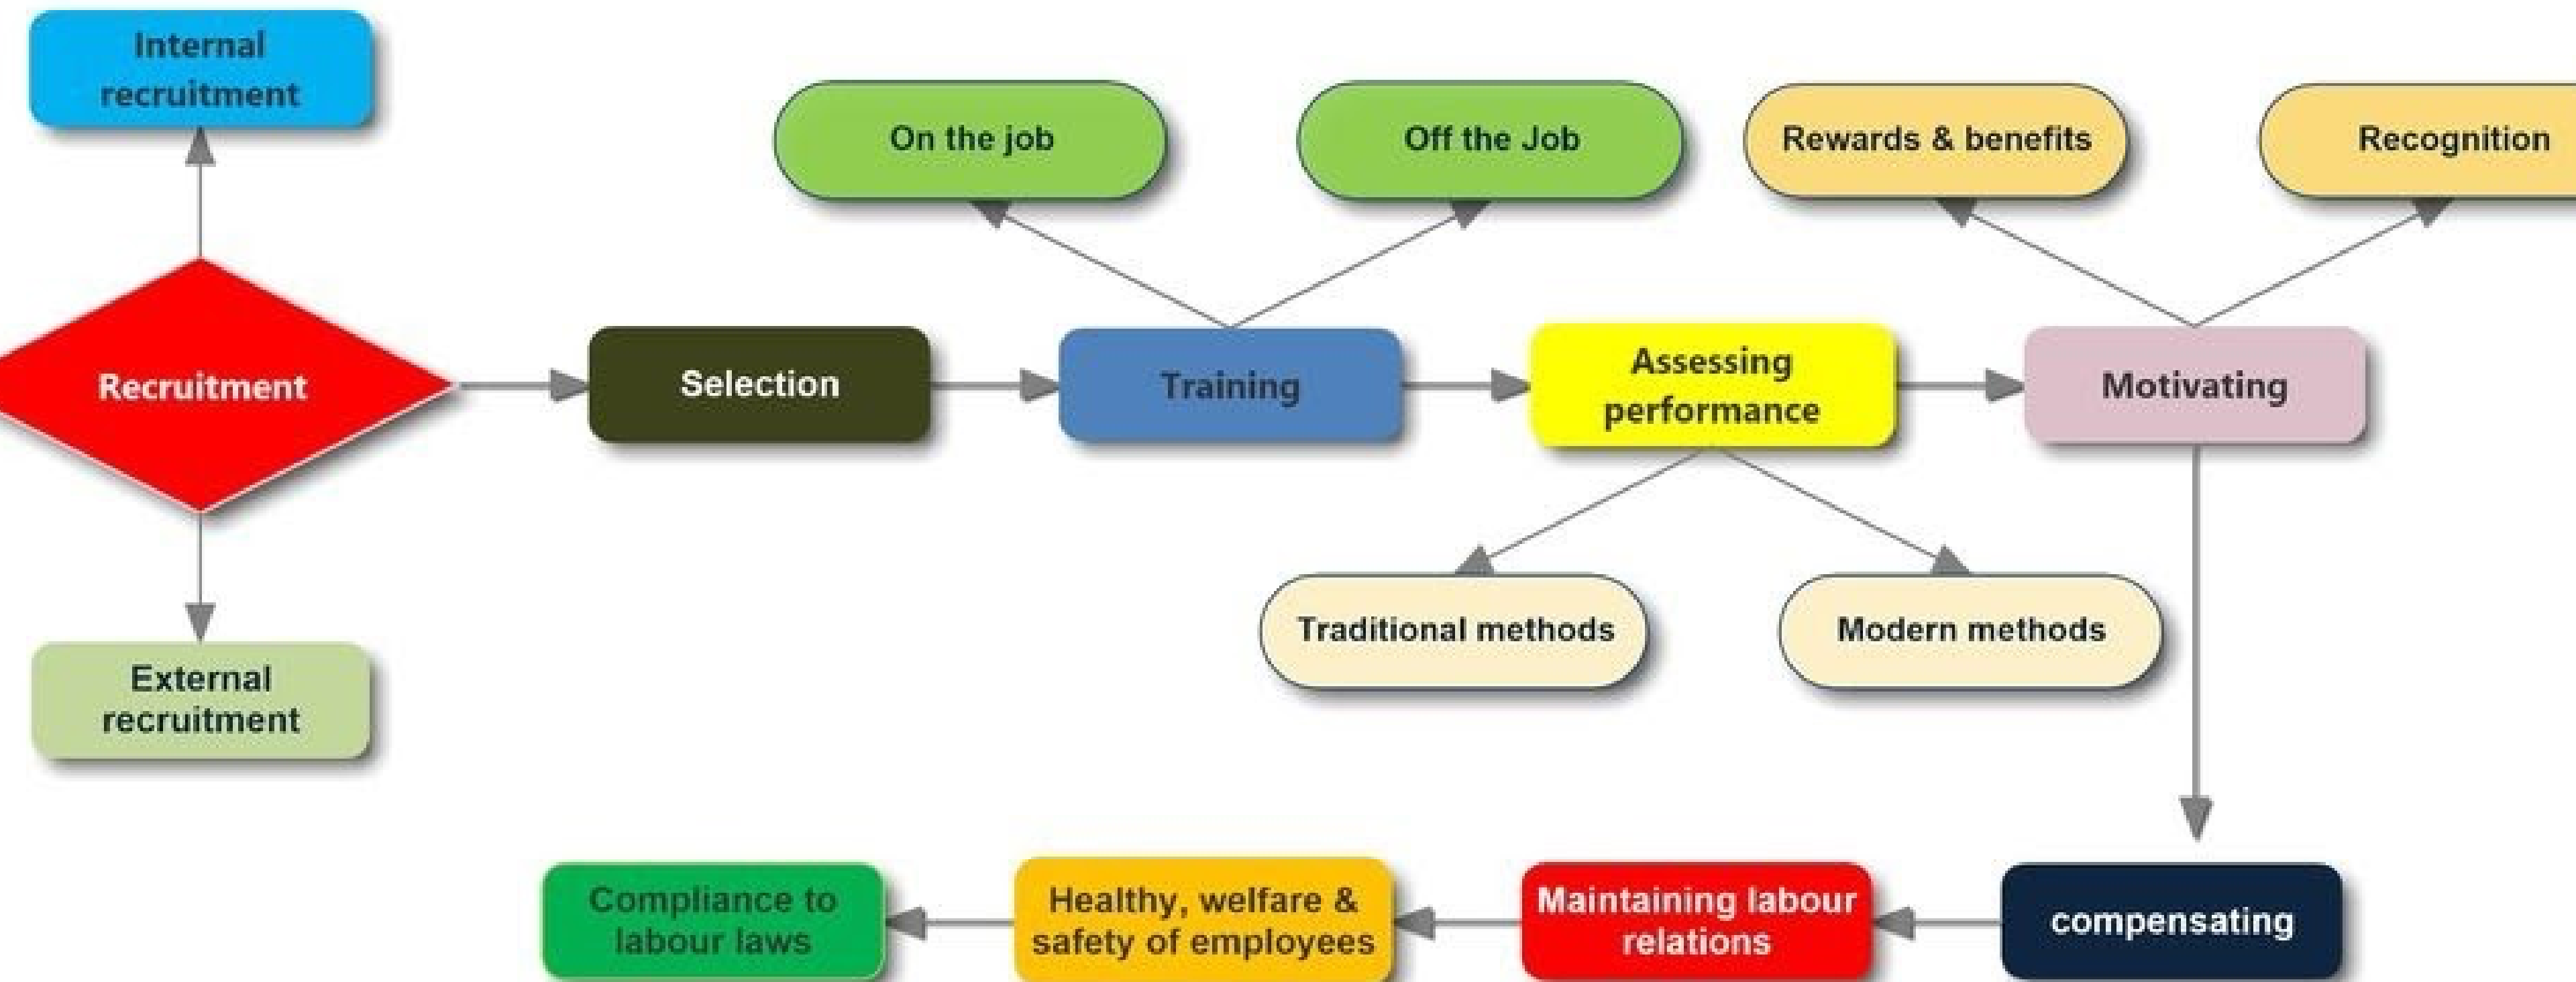 Internal
recruitment
On the job
Off the Job
Rewards & benefits
Recognition
Recruitment
Selection
Training
Assessing
performance
Motivating
Traditional methods
Modern methods
External
recruitment
Compliance to
labour laws
Healthy, welfare &
safety of employees
Maintaining labour
relations
compensating